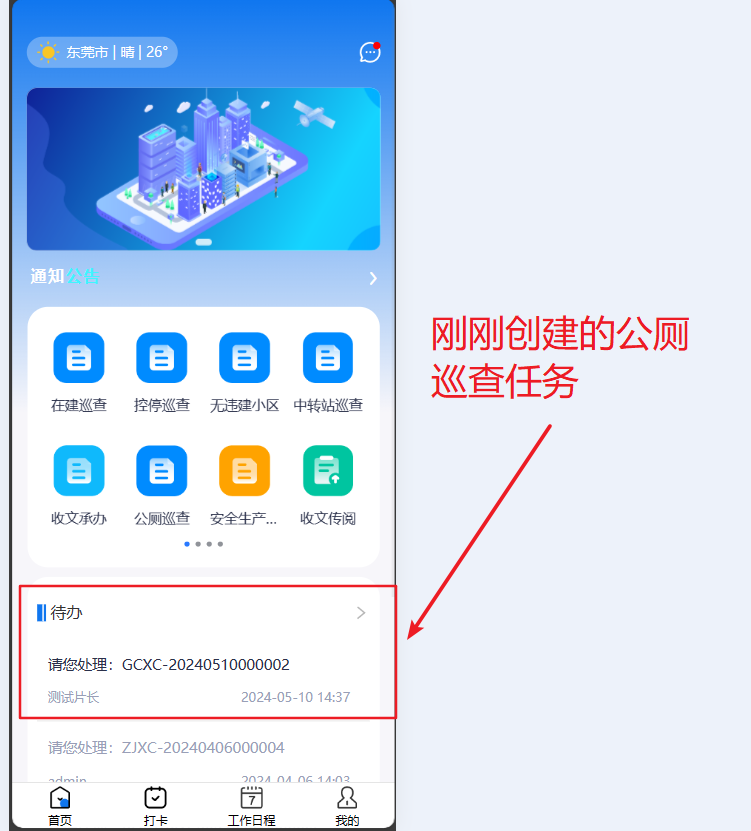 东莞市 | 晴 | 26°
通知公告
在建巡查 控停巡查 无违建小区 中转站巡查
收文承办 公厕巡查 安全生产... 收文传阅
刚刚创建的公厕
巡查任务
待办
请您处理：GCXC-20240510000002
测试片长 2024-05-10 14:37
请您处理：ZJXC-20240406000004
admin 2024-04-06 14:03
7
首页 打卡 工作日程 我的